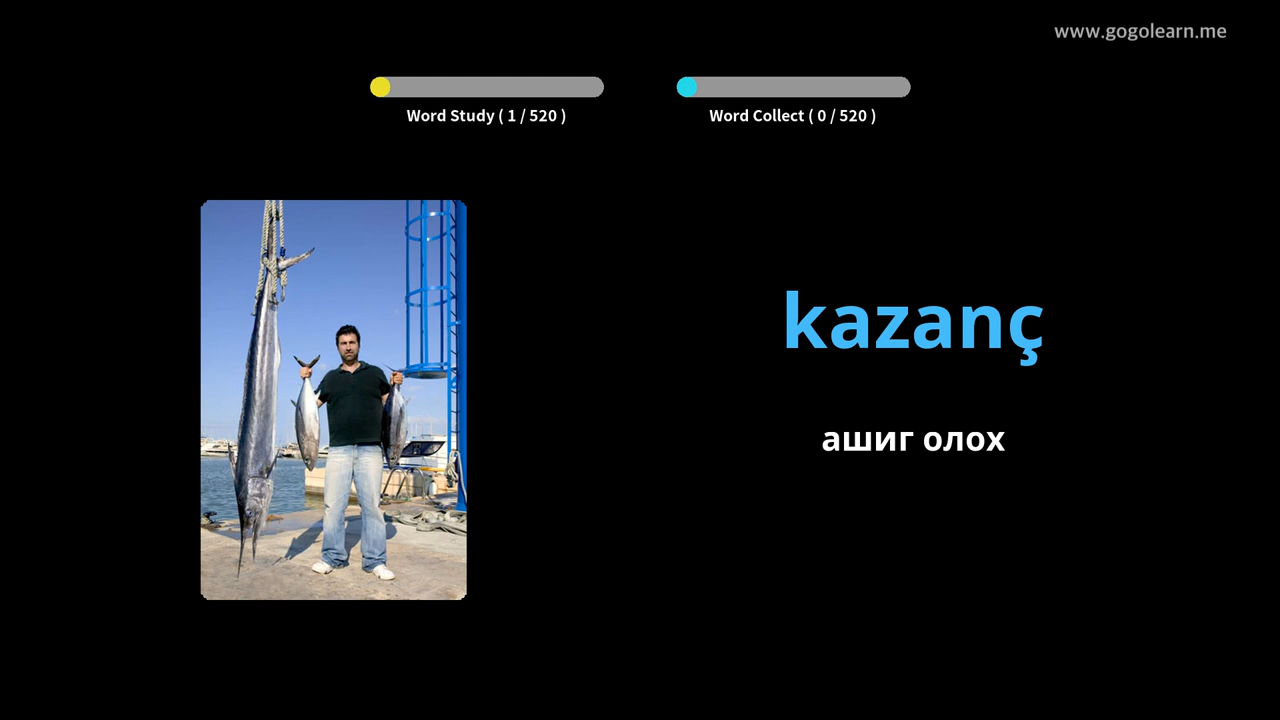 www.gogolearn.me
Word Study ( 1 / 520 )
Word Collect ( 0 / 520 )
kazanç
ашиг олох